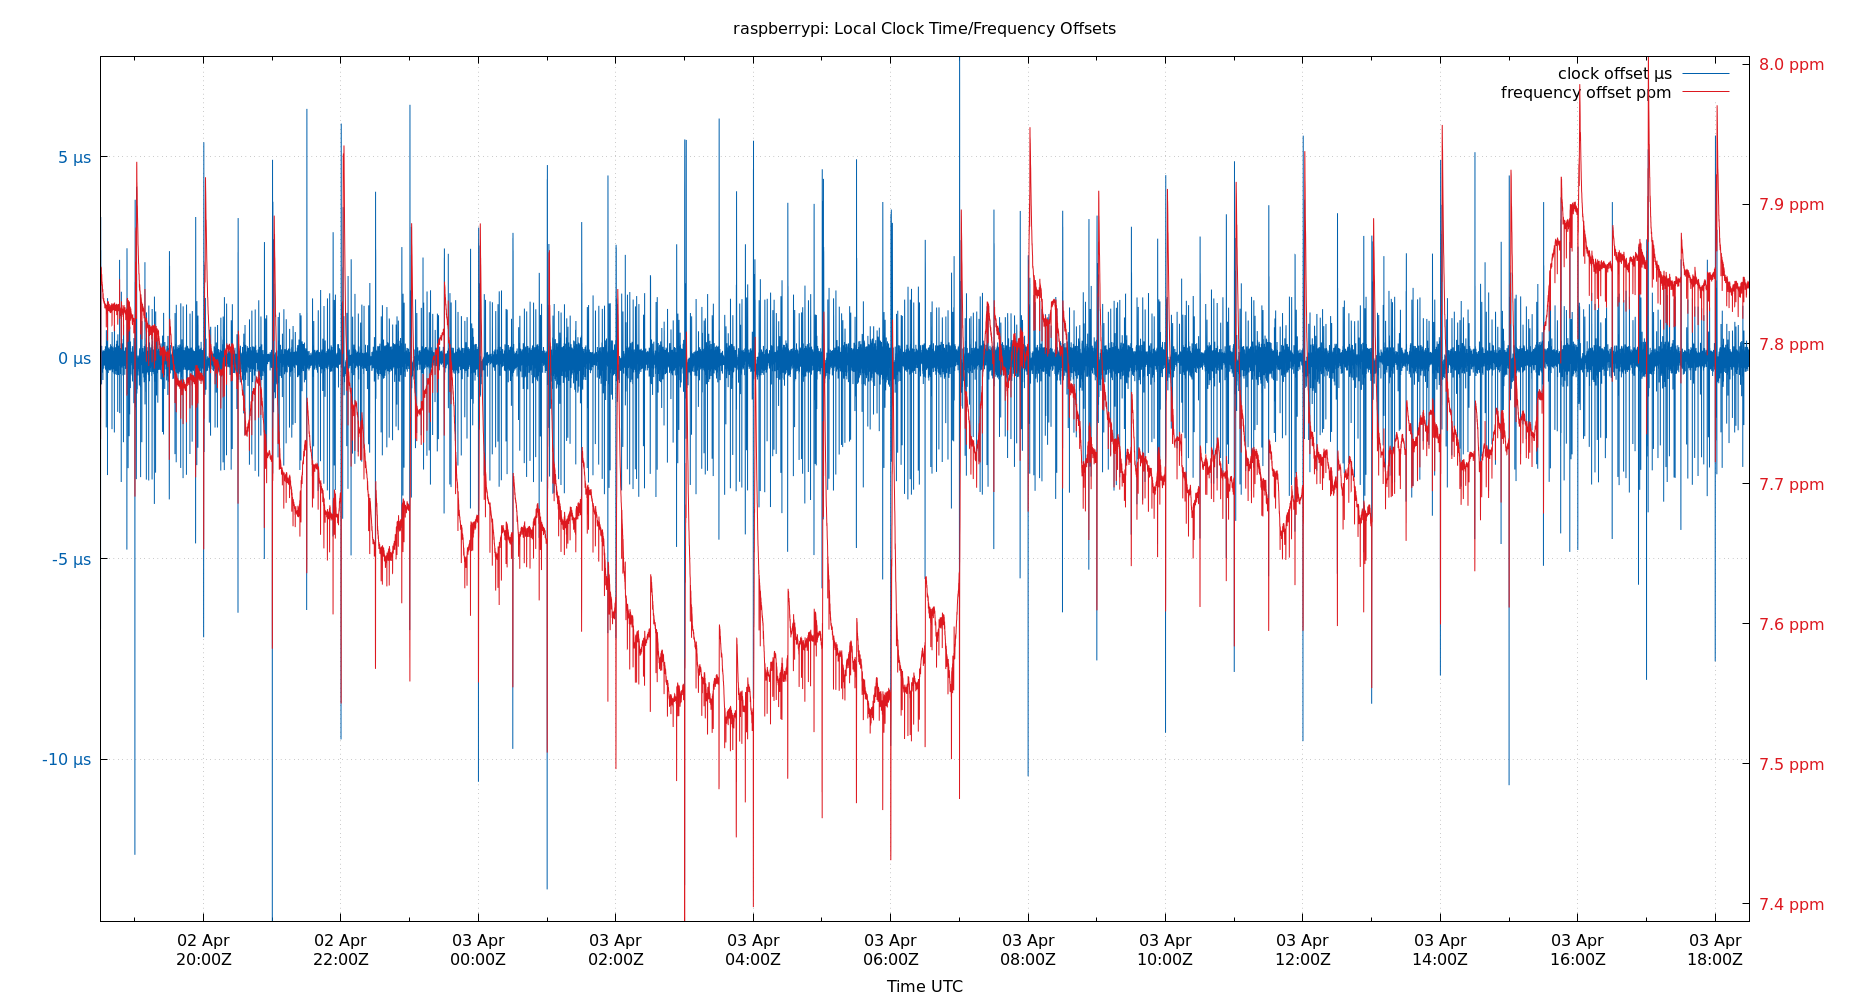 raspberrypi: Local Clock Time/Frequency Offsets
clock offset µs
frequency offset ppm
5 µs
0 µs
-5 µs
-10 µs
8.0 ppm
7.9 ppm
7.8 ppm
7.7 ppm
7.6 ppm
7.5 ppm
7.4 ppm
02 Apr 02 Apr 03 Apr 03 Apr 03 Apr 03 Apr 03 Apr 03 Apr 03 Apr 03 Apr 03 Apr 03 Apr
20:00Z 22:00Z 00:00Z 02:00Z 04:00Z 06:00Z 08:00Z 10:00Z 12:00Z 14:00Z 16:00Z 18:00Z
Time UTC